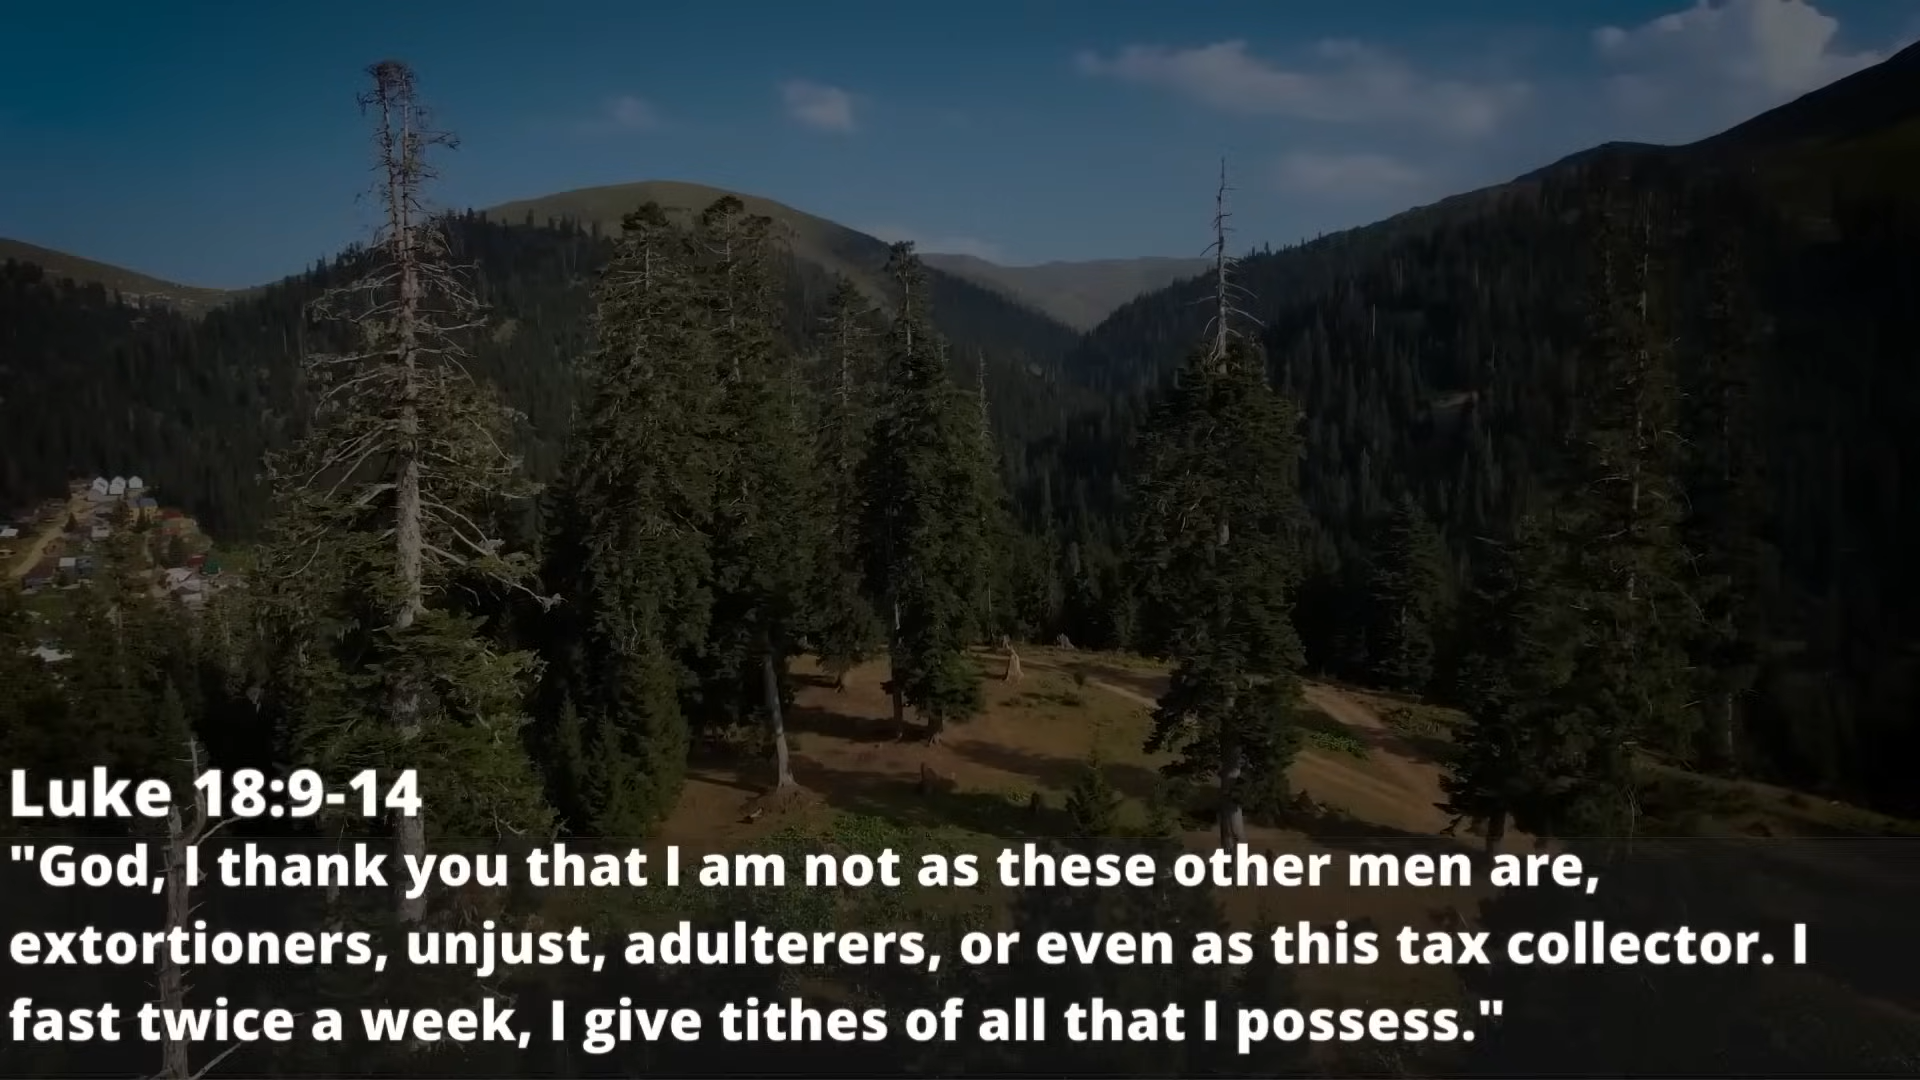 Luke 18:9-14
"God, I thank you that I am not as these other men are,
extortioners, unjust, adulterers, or even as this tax collector. I
fast twice a week, I give tithes of all that I possess."